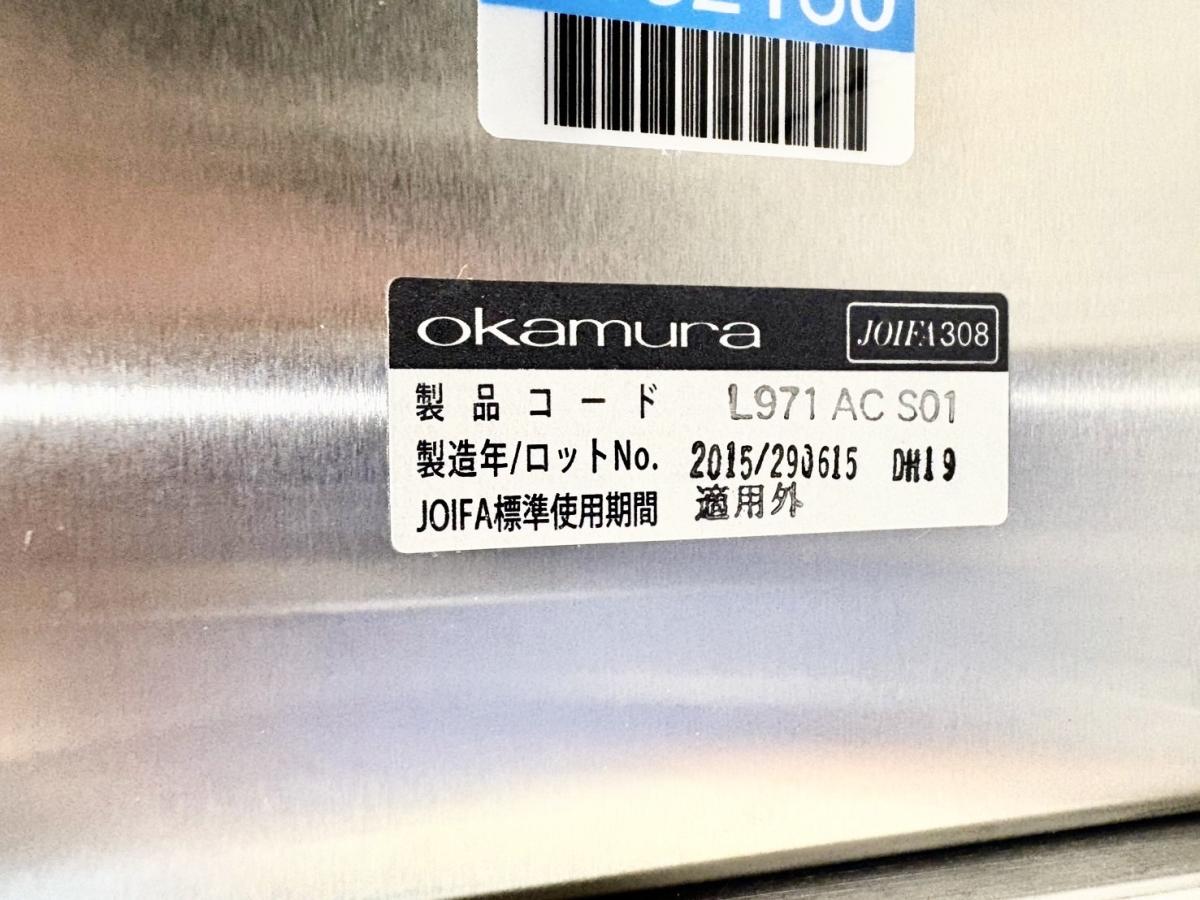 okamura JOIFA308
製品コード L971 AC S01
製造年/ロットNo. 2015/290615 DH19
JOIFA標準使用期間 適用外